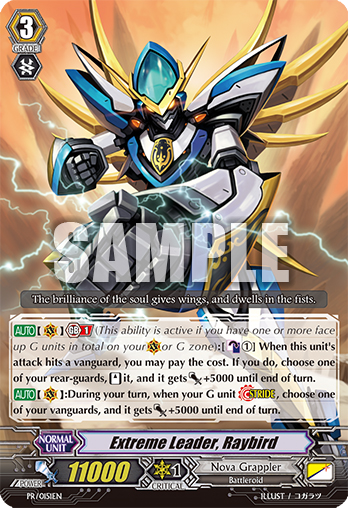 3
GRADE
SAMPLE
The brilliance of the soul gives wings, and dwells in the fists.
AUTO[ ] GB 1 (This ability is active if you have one or more face
up G units in total on your or G zone):[ 1] When this unit's
attack hits a vanguard, you may pay the cost. If you do, choose one
of your rear-guards, it, and it gets +5000 until end of turn.
AUTO[ ]:During your turn, when your G unit STRIDE, choose one
of your vanguards, and it gets +5000 until end of turn.
NORMAL
UNIT
Extreme Leader, Raybird
POWER 11000 1 CRITICAL Nova Grappler
Battleroid
PR/0151EN ILLUST / コガラツ